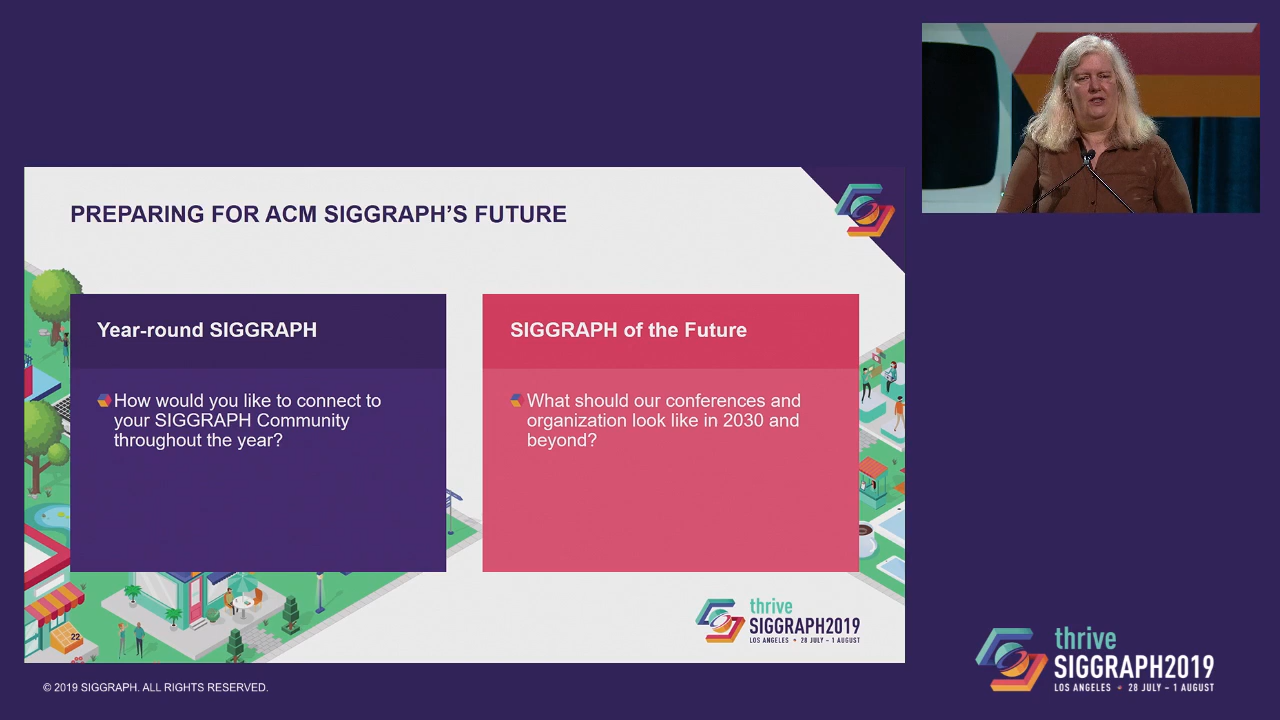 PREPARING FOR ACM SIGGRAPH'S FUTURE
Year-round SIGGRAPH
How would you like to connect to
your SIGGRAPH Community
throughout the year?
SIGGRAPH of the Future
What should our conferences and
organization look like in 2030 and
beyond?
22
thrive
SIGGRAPH2019
LOS ANGELES • 28 JULY – 1 AUGUST
© 2019 SIGGRAPH. ALL RIGHTS RESERVED.
thrive
SIGGRAPH2019
LOS ANGELES • 28 JULY – 1 AUGUST